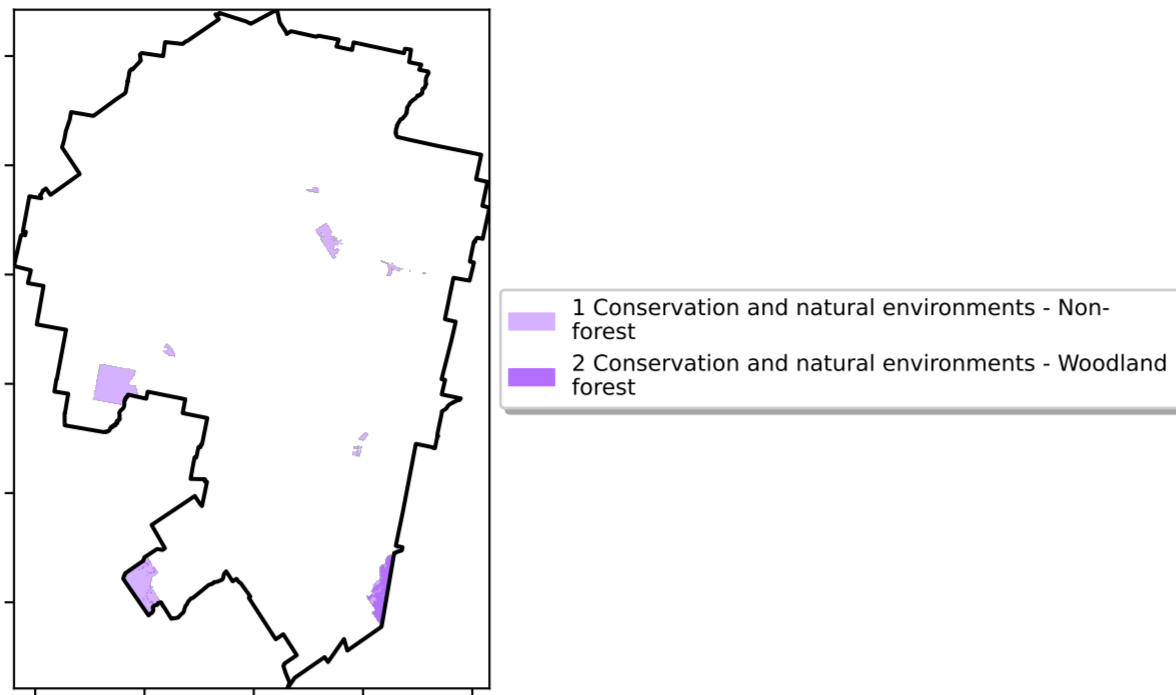 1 Conservation and natural environments - Non-
forest
2 Conservation and natural environments - Woodland
forest